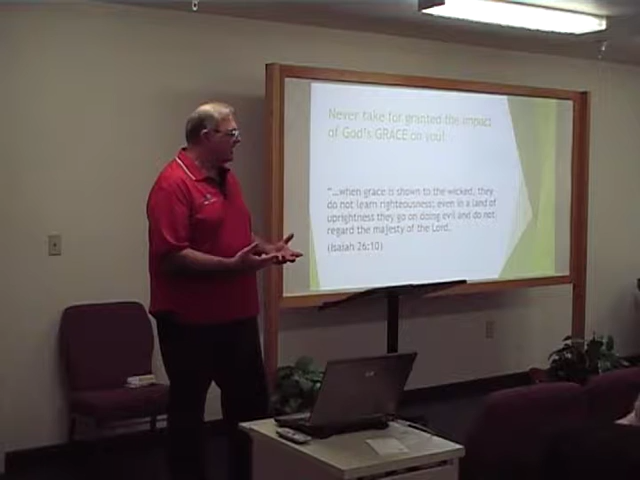 Never take for granted the impact
of God's GRACE on you!
"...when grace is shown to the wicked, they
do not learn righteousness; even in a land of
uprightness they go on doing evil and do not
regard the majesty of the Lord.
(Isaiah 26:10)